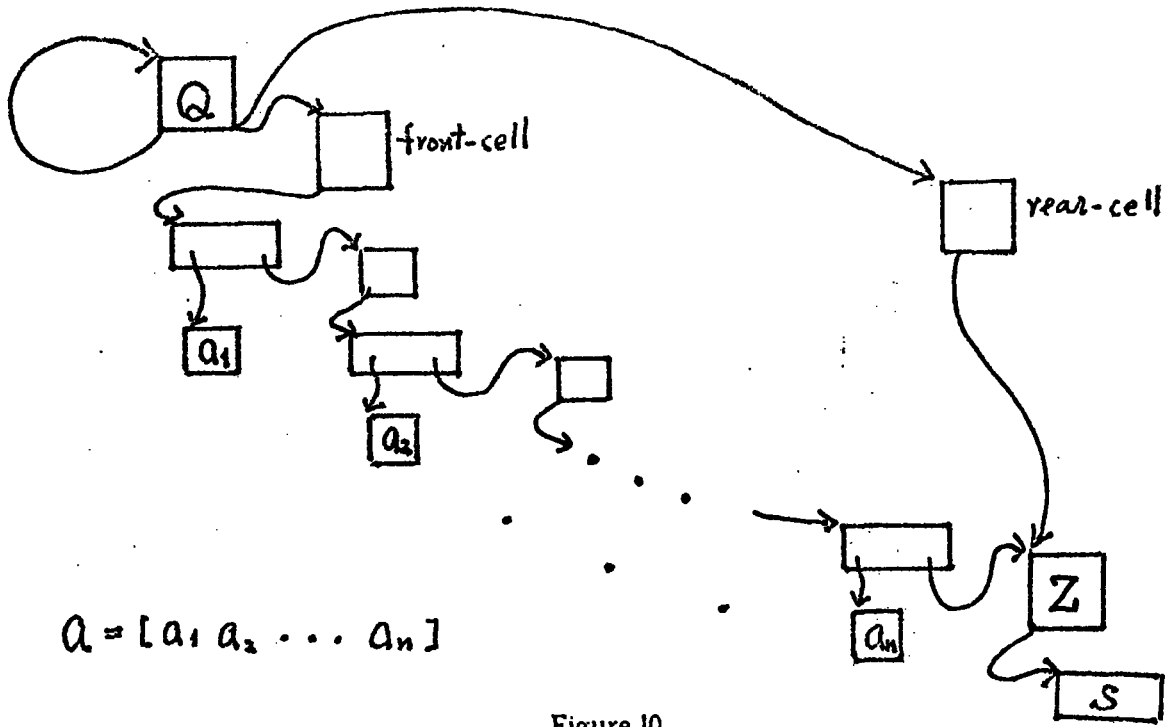 Q
front-cell
rear-cell
a₁
a₂
Z
aₙ
a = [a₁ a₂ · · · aₙ]
S
Figure 10